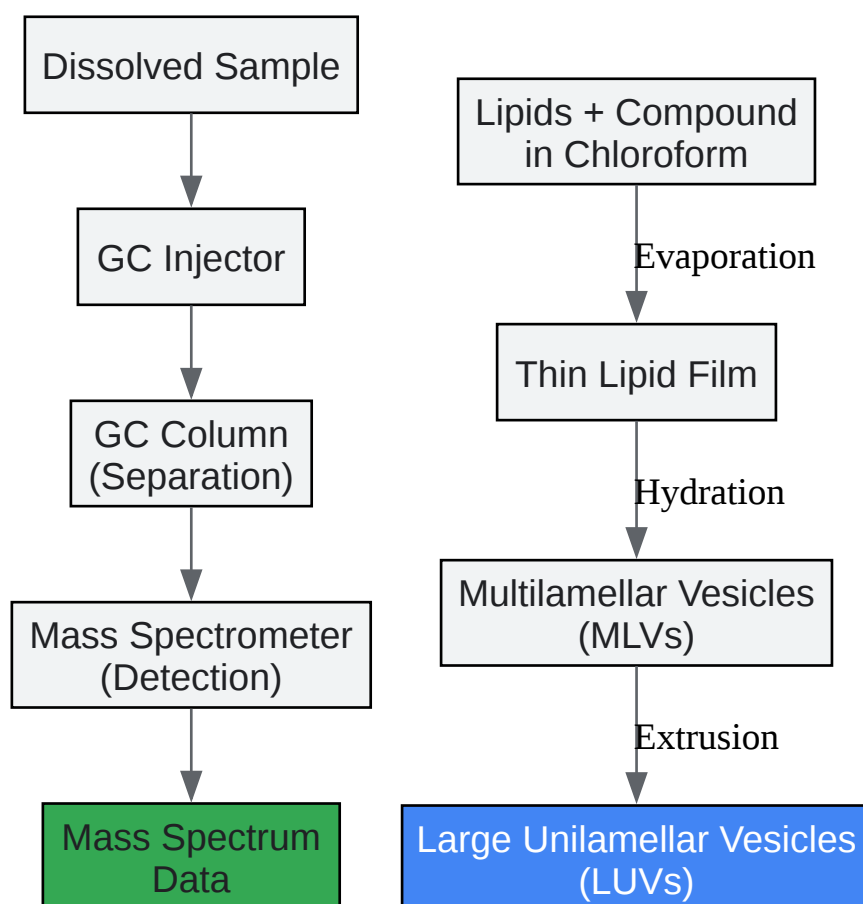 Dissolved Sample
GC Injector
GC Column
(Separation)
Mass Spectrometer
(Detection)
Mass Spectrum
Data
Lipids + Compound
in Chloroform
Evaporation
Thin Lipid Film
Hydration
Multilamellar Vesicles
(MLVs)
Extrusion
Large Unilamellar Vesicles
(LUVs)